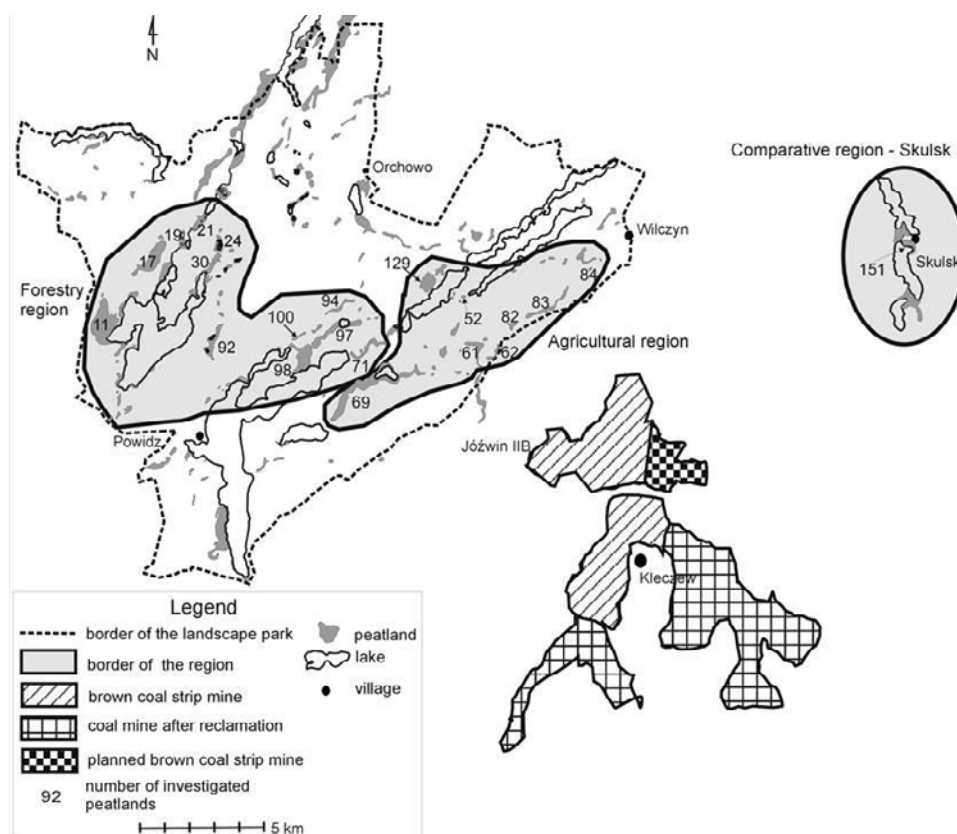 N
Orchowo
Comparative region - Skulsk
Wilczyn
Skulsk
151
19
21
24
17
30
129
84
Forestry
region
94
83
100
52
82
11
97
92
Agricultural region
61
62
98
71
69
Powidz
Jóźwin IIB
Kleczew
Legend
border of the landscape park
peatland
border of the region
lake
brown coal strip mine
village
coal mine after reclamation
planned brown coal strip mine
92
number of investigated
peatlands
5 km